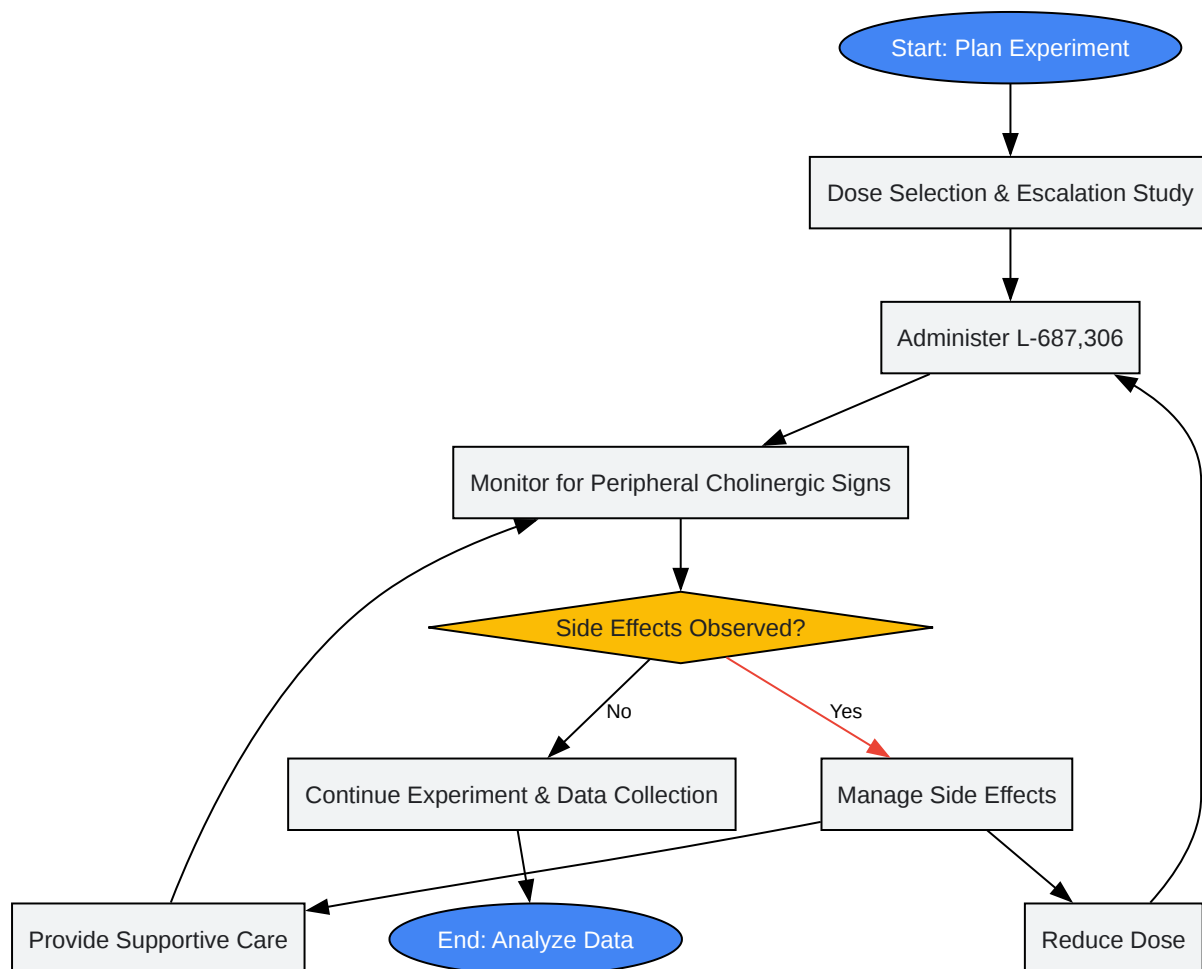 Start: Plan Experiment
Dose Selection & Escalation Study
Administer L-687,306
Monitor for Peripheral Cholinergic Signs
Side Effects Observed?
No
Yes
Continue Experiment & Data Collection
Manage Side Effects
Provide Supportive Care
End: Analyze Data
Reduce Dose